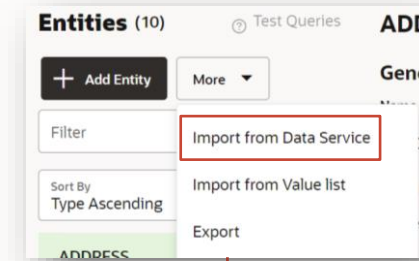 Entities (10)
Test Queries
ADD
+ Add Entity
More
Gene
Filter
Import from Data Service
Import from Value list
Sort By
Type Ascending
Export
ADDRESS